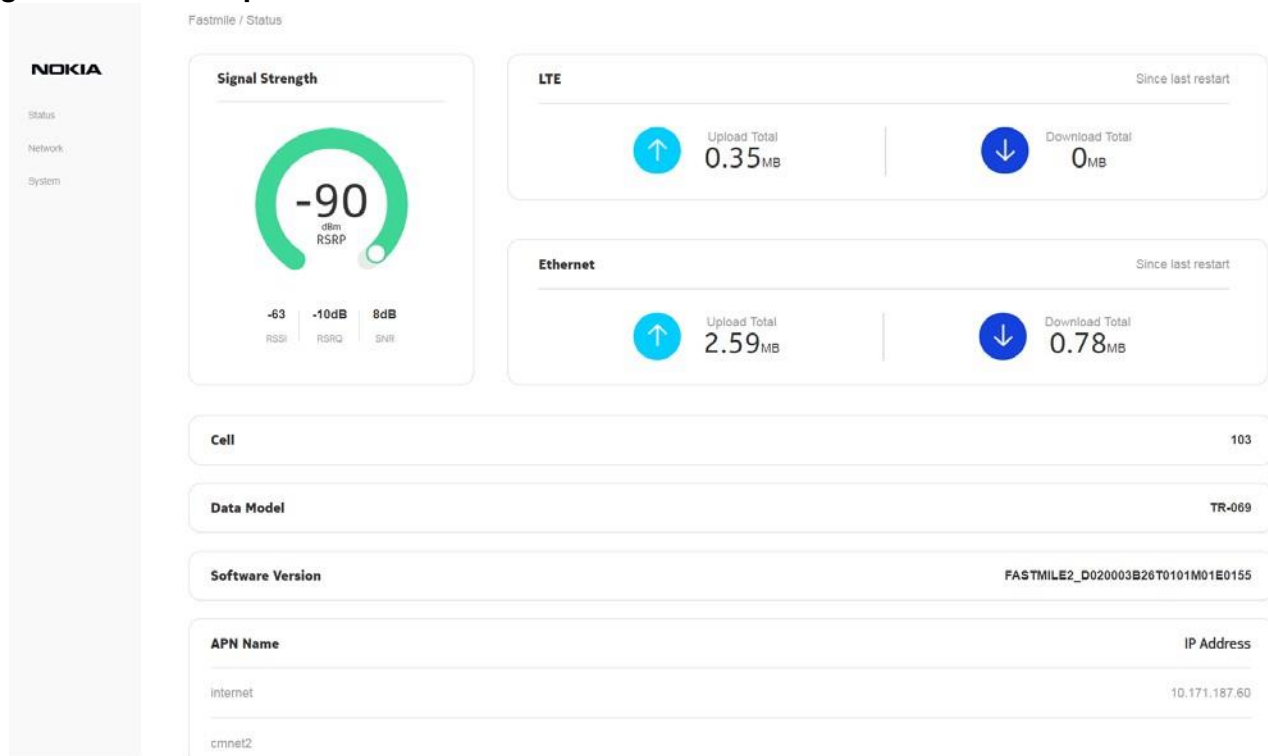 Fastmile / Status
NOKIA
Status
Network
System
Signal Strength
-90
dBm
RSRP
-63 -10dB 8dB
RSSI RSRQ SNR
LTE Since last restart
Upload Total Download Total
0.35MB 0MB
Ethernet Since last restart
Upload Total Download Total
2.59MB 0.78MB
Cell 103
Data Model TR-069
Software Version FASTMILE2_D020003B26T0101M01E0155
APN Name IP Address
internet 10.171.187.60
cmnet2